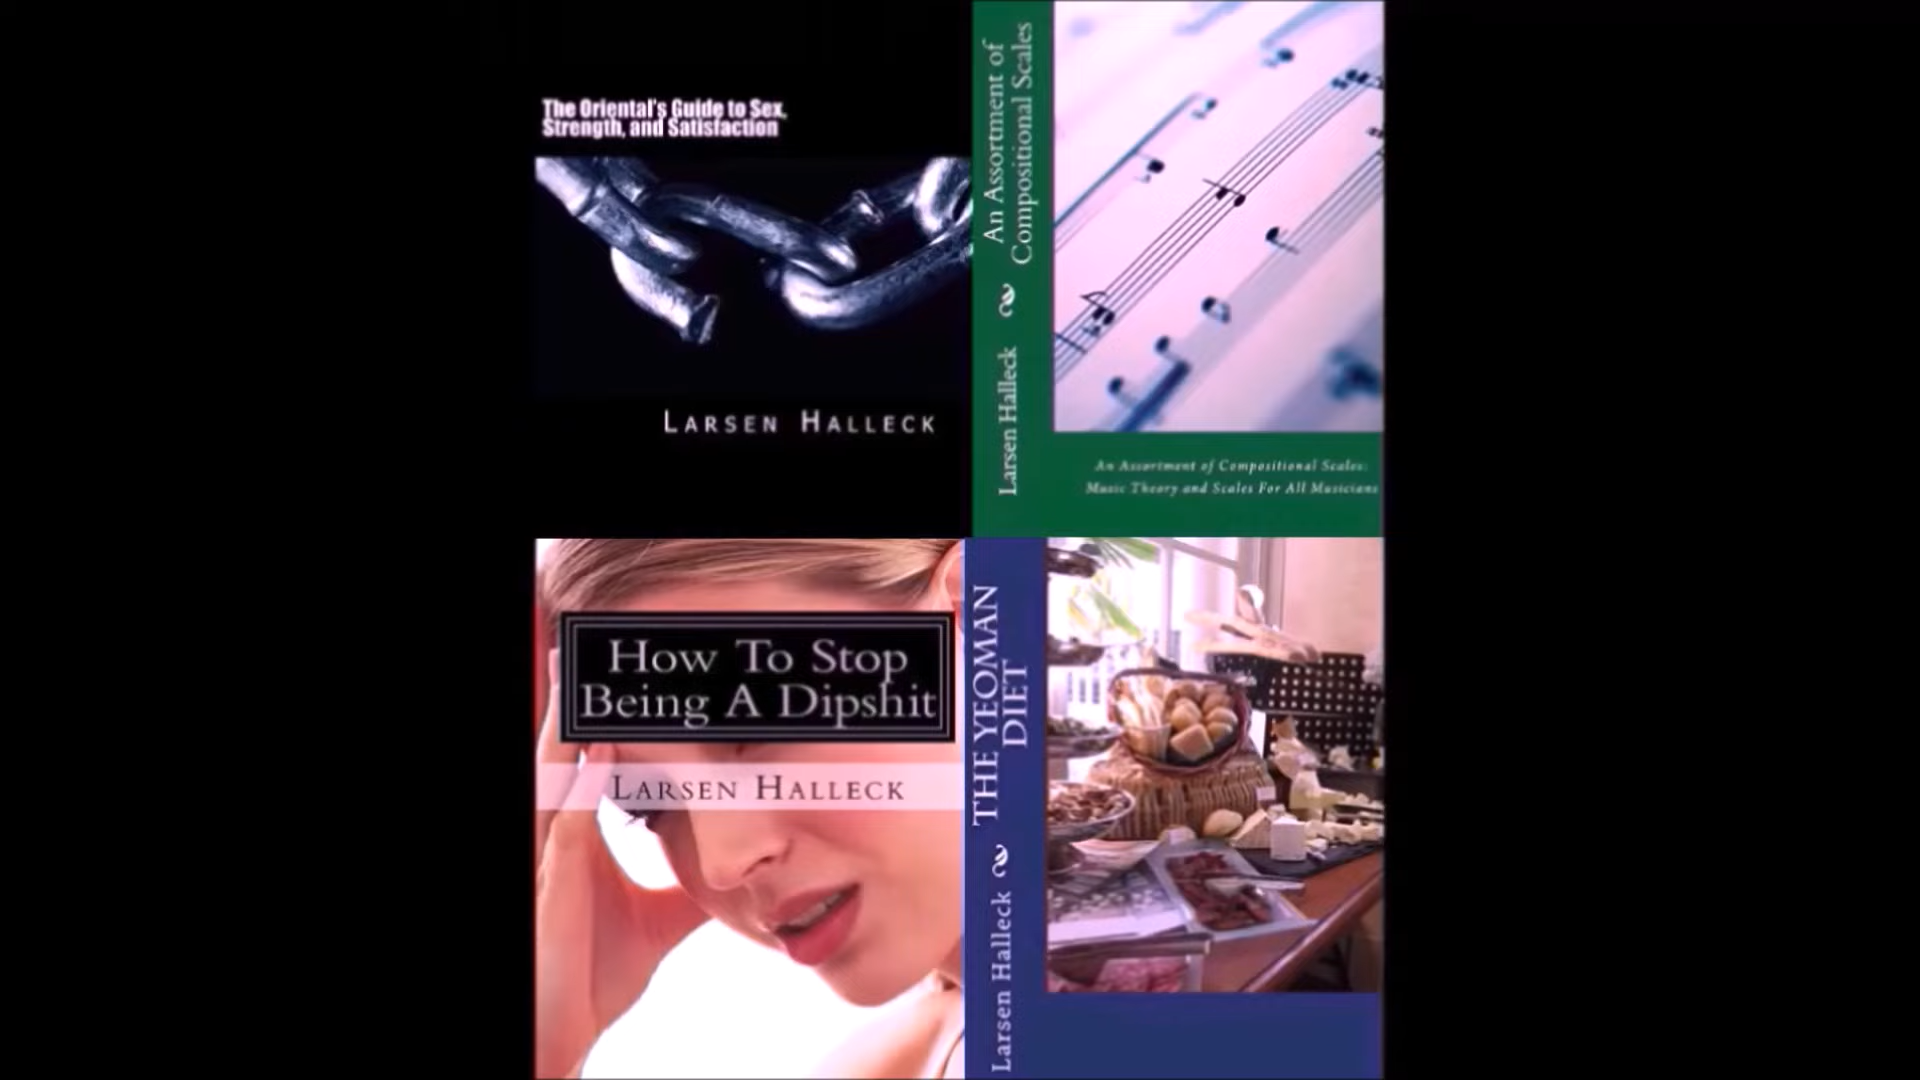 The Oriental's Guide to Sex,
Strength, and Satisfaction
LARSEN HALLECK
An Assortment of
Compositional Scales
Larsen Halleck
An Assortment of Compositional Scales:
Music Theory and Scales For All Musicians
How To Stop
Being A Dipshit
LARSEN HALLECK
THE YEOMAN
DIET
Larsen Halleck